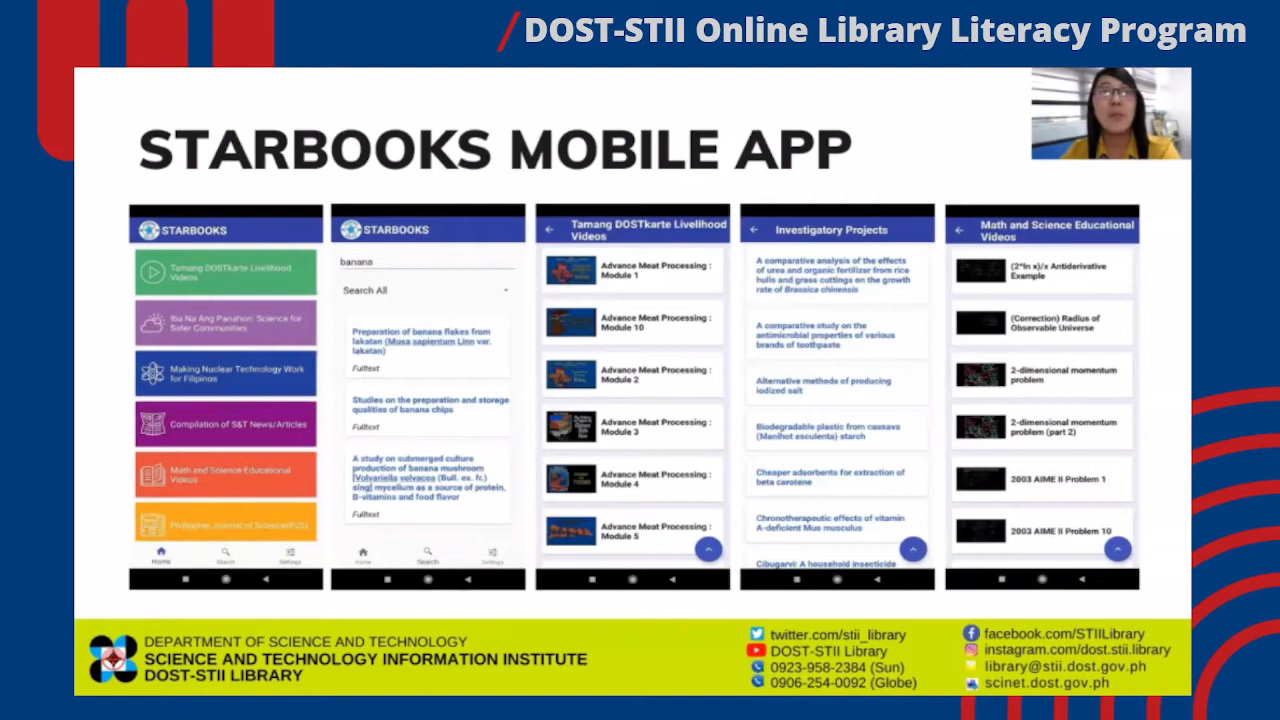 DOST-STII Online Library Literacy Program
STARBOOKS MOBILE APP
STARBOOKS
Tamang DOSTkarte Livelihood
Videos
Iba Na Ang Panahon: Science for
Safer Communities
Making Nuclear Technology Work
for Filipinos
Compilation of S&T News/Articles
Math and Science Educational
Videos
Philippine Journal of Science(PJS)
Home
Search
Settings
STARBOOKS
banana
Search All
Preparation of banana flakes from
lakatan (Musa sapientum Linn var.
lakatan)
Fulltext
Studies on the preparation and storage
qualities of banana chips
Fulltext
A study on submerged culture
production of banana mushroom
[Volvariella volvacea (Bull. ex. fr.)
sing] mycelium as a source of protein,
B-vitamins and food flavor
Fulltext
Home
Search
Settings
Tamang DOSTkarte Livelihood
Videos
Advance Meat Processing :
Module 1
Advance Meat Processing :
Module 10
Advance Meat Processing :
Module 2
Advance Meat Processing :
Module 3
Advance Meat Processing :
Module 4
Advance Meat Processing :
Module 5
Investigatory Projects
A comparative analysis of the effects
of urea and organic fertilizer from rice
hulls and grass cuttings on the growth
rate of Brassica chinensis
A comparative study on the
antimicrobial properties of various
brands of toothpaste
Alternative methods of producing
iodized salt
Biodegradable plastic from cassava
(Manihot esculenta) starch
Cheaper adsorbents for extraction of
beta carotene
Chronotherapeutic effects of vitamin
A-deficient Mus musculus
Cibugarvi: A household insecticide
Math and Science Educational
Videos
(2^ln x)/x Antiderivative
Example
(Correction) Radius of
Observable Universe
2-dimensional momentum
problem
2-dimensional momentum
problem (part 2)
2003 AIME II Problem 1
2003 AIME II Problem 10
DEPARTMENT OF SCIENCE AND TECHNOLOGY
SCIENCE AND TECHNOLOGY INFORMATION INSTITUTE
DOST-STII LIBRARY
twitter.com/stii_library
DOST-STII Library
0923-958-2384 (Sun)
0906-254-0092 (Globe)
facebook.com/STIILibrary
instagram.com/dost.stii.library
library@stii.dost.gov.ph
scinet.dost.gov.ph